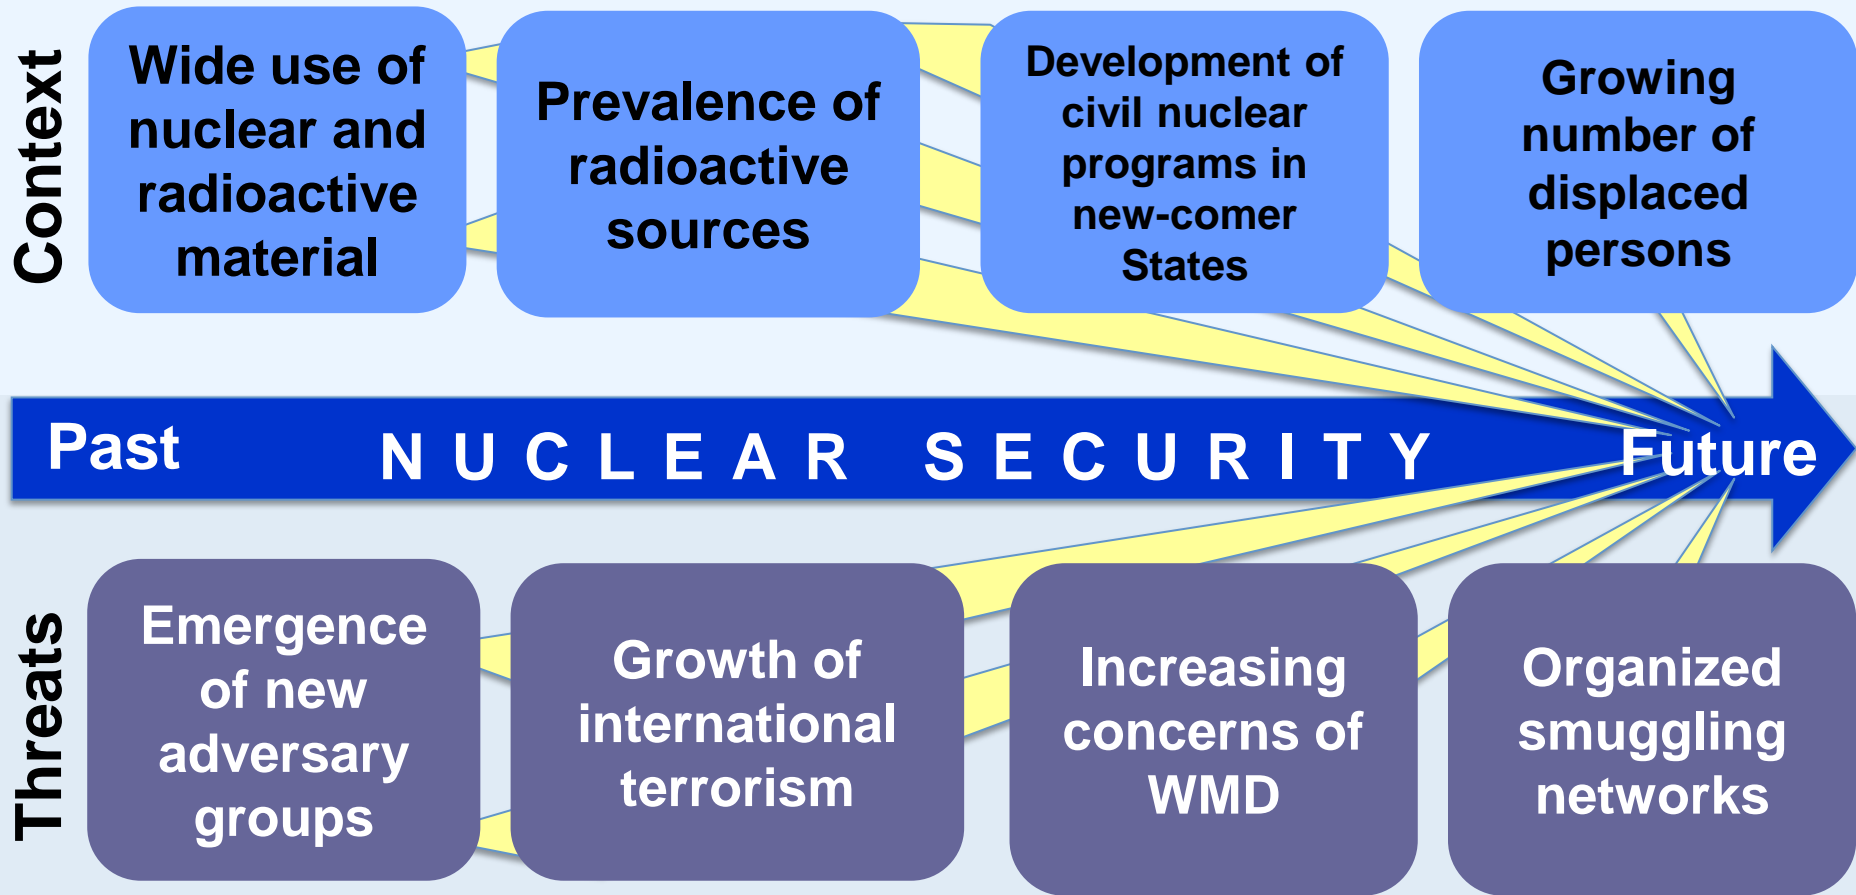 Context
Wide use of
nuclear and
radioactive
material
Prevalence of
radioactive
sources
Development of
civil nuclear
programs in
new-comer
States
Growing
number of
displaced
persons
Past
NUCLEAR SECURITY
Future
Threats
Emergence
of new
adversary
groups
Growth of
international
terrorism
Increasing
concerns of
WMD
Organized
smuggling
networks